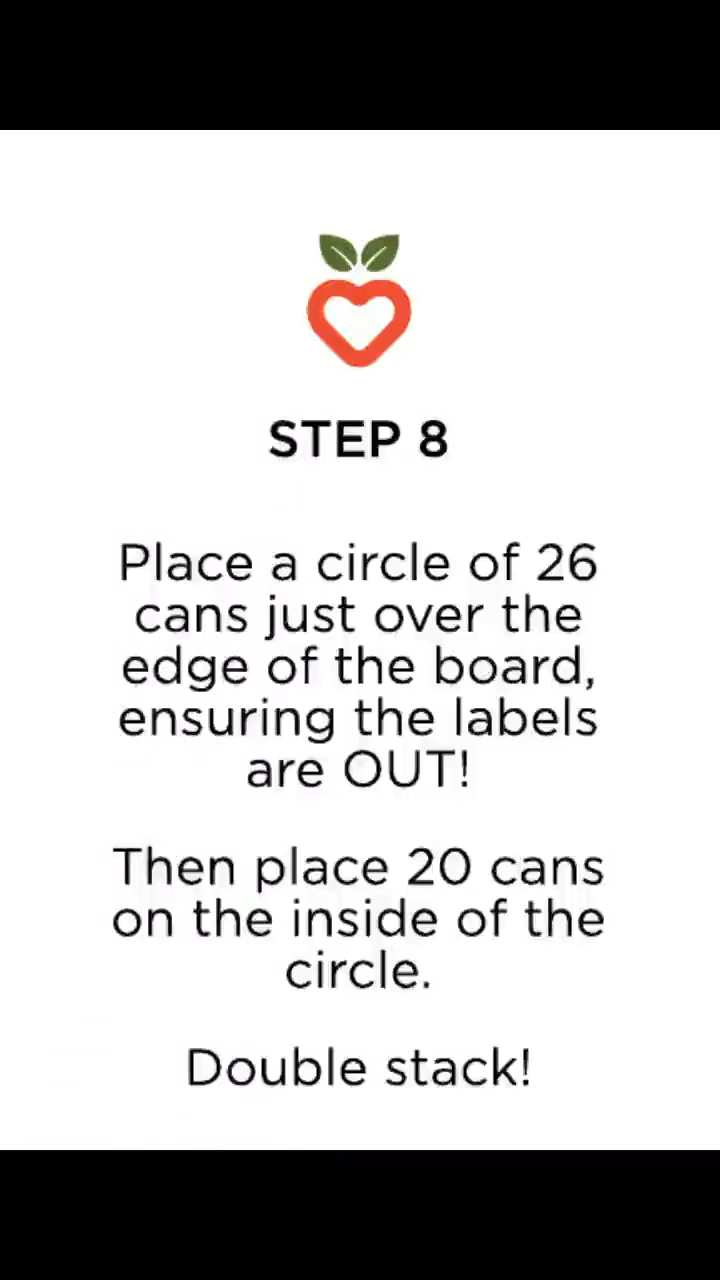 STEP 8
Place a circle of 26
cans just over the
edge of the board,
ensuring the labels
are OUT!
Then place 20 cans
on the inside of the
circle.
Double stack!